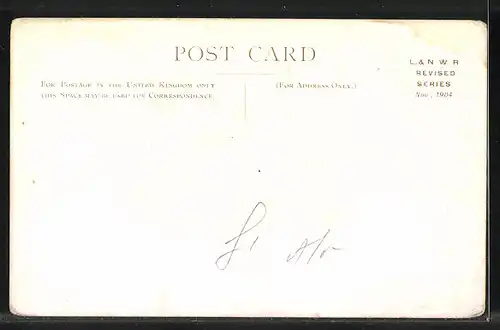 POST CARD
FOR POSTAGE IN THE UNITED KINGDOM ONLY
THIS SPACE MAY BE USED FOR CORRESPONDENCE.
(FOR ADDRESS ONLY.)
L & N W R
REVISED
SERIES
Nov., 1904